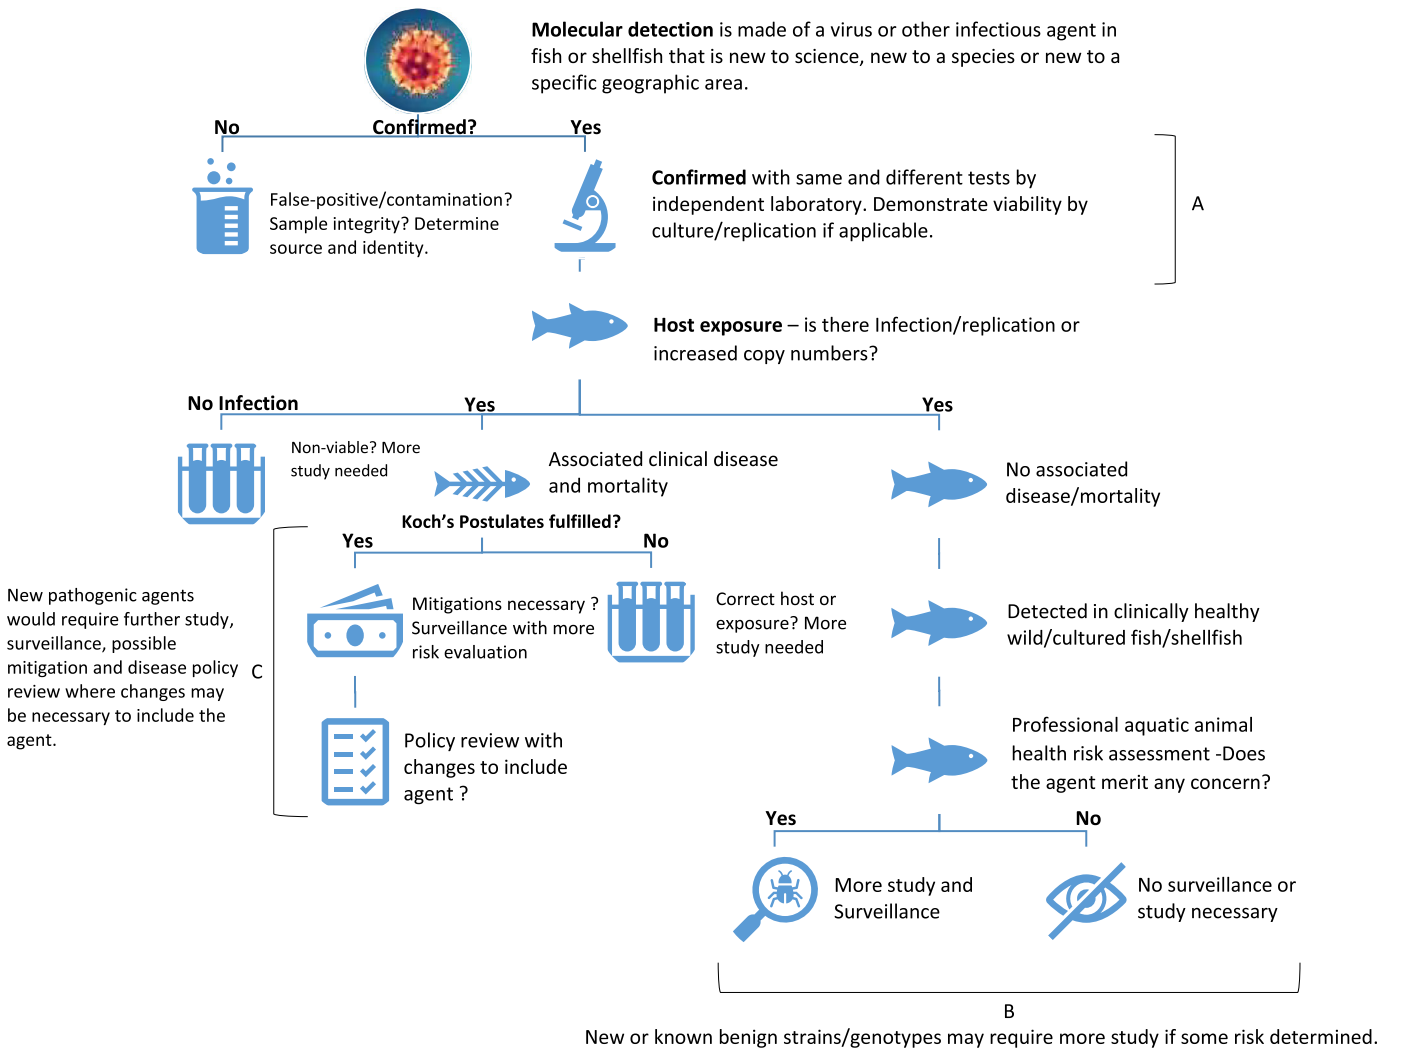 Molecular detection is made of a virus or other infectious agent in
fish or shellfish that is new to science, new to a species or new to a
specific geographic area.
No
Confirmed?
Yes
False-positive/contamination?
Sample integrity? Determine
source and identity.
Confirmed with same and different tests by
independent laboratory. Demonstrate viability by
culture/replication if applicable.
A
Host exposure – is there Infection/replication or
increased copy numbers?
No Infection
Yes
Yes
Non-viable? More
study needed
Associated clinical disease
and mortality
No associated
disease/mortality
Koch's Postulates fulfilled?
Yes
No
New pathogenic agents
would require further study,
surveillance, possible
mitigation and disease policy
review where changes may
be necessary to include the
agent.
C
Mitigations necessary ?
Surveillance with more
risk evaluation
Correct host or
exposure? More
study needed
Detected in clinically healthy
wild/cultured fish/shellfish
Policy review with
changes to include
agent ?
Professional aquatic animal
health risk assessment -Does
the agent merit any concern?
Yes
No
More study and
Surveillance
No surveillance or
study necessary
B
New or known benign strains/genotypes may require more study if some risk determined.